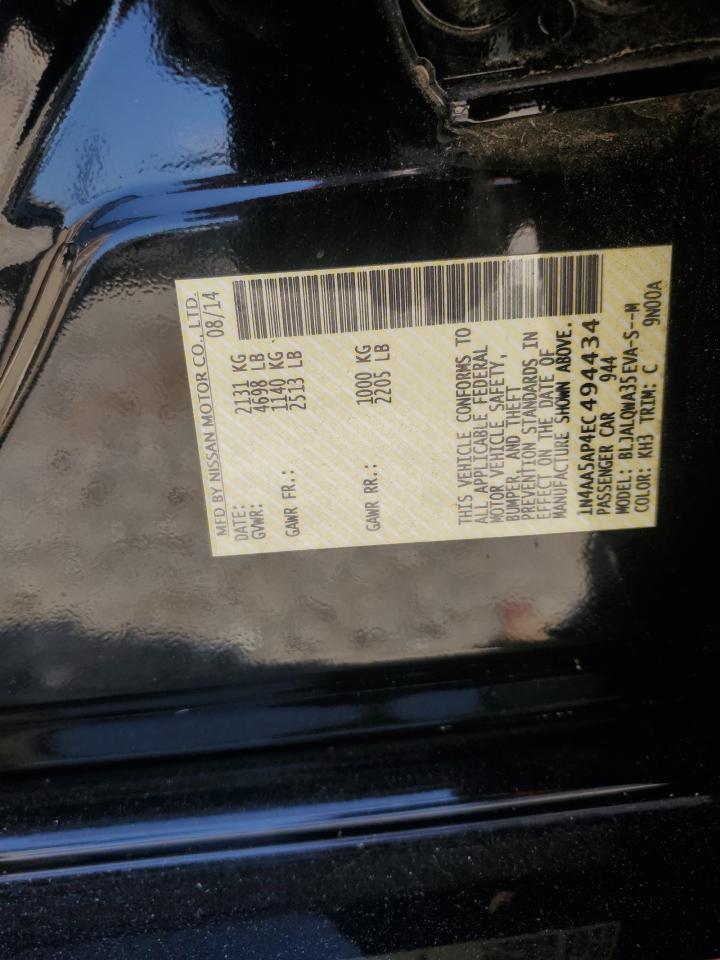 MFD BY NISSAN MOTOR CO., LTD.
DATE: 08/14
GVWR: 2131 KG
4698 LB
GAWR FR.: 1140 KG
2513 LB
GAWR RR.: 1000 KG
2205 LB
THIS VEHICLE CONFORMS TO
ALL APPLICABLE FEDERAL
MOTOR VEHICLE SAFETY,
BUMPER, AND THEFT
PREVENTION STANDARDS IN
EFFECT ON THE DATE OF
MANUFACTURE SHOWN ABOVE.
1N4AA5AP4EC494434
PASSENGER CAR 944
MODEL: BLJALQWA35EVA-S--M
COLOR: KH3 TRIM: C 9N00A